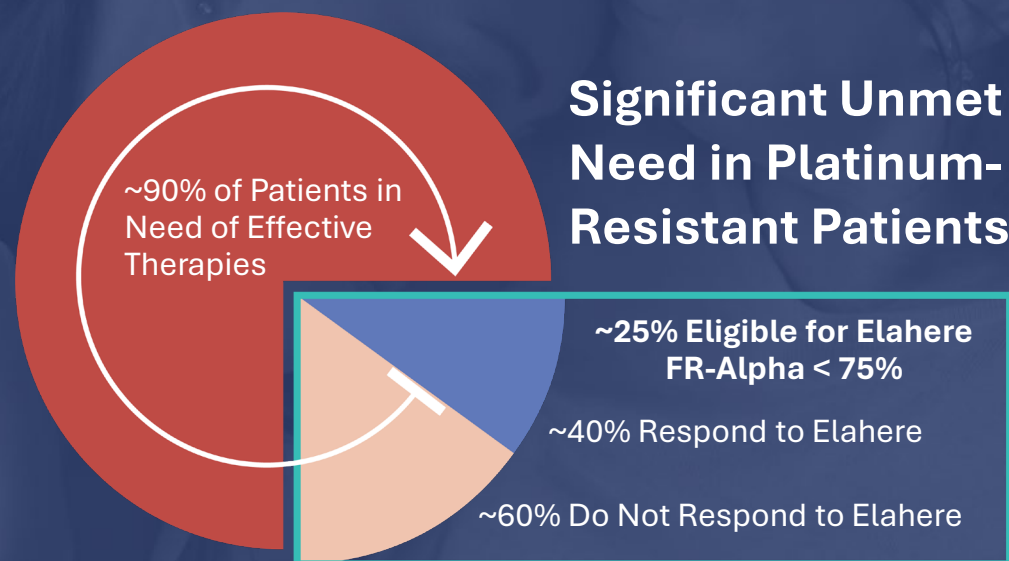 Significant Unmet
Need in Platinum-
Resistant Patients
~90% of Patients in
Need of Effective
Therapies
~25% Eligible for Elahere
FR-Alpha < 75%
~40% Respond to Elahere
~60% Do Not Respond to Elahere